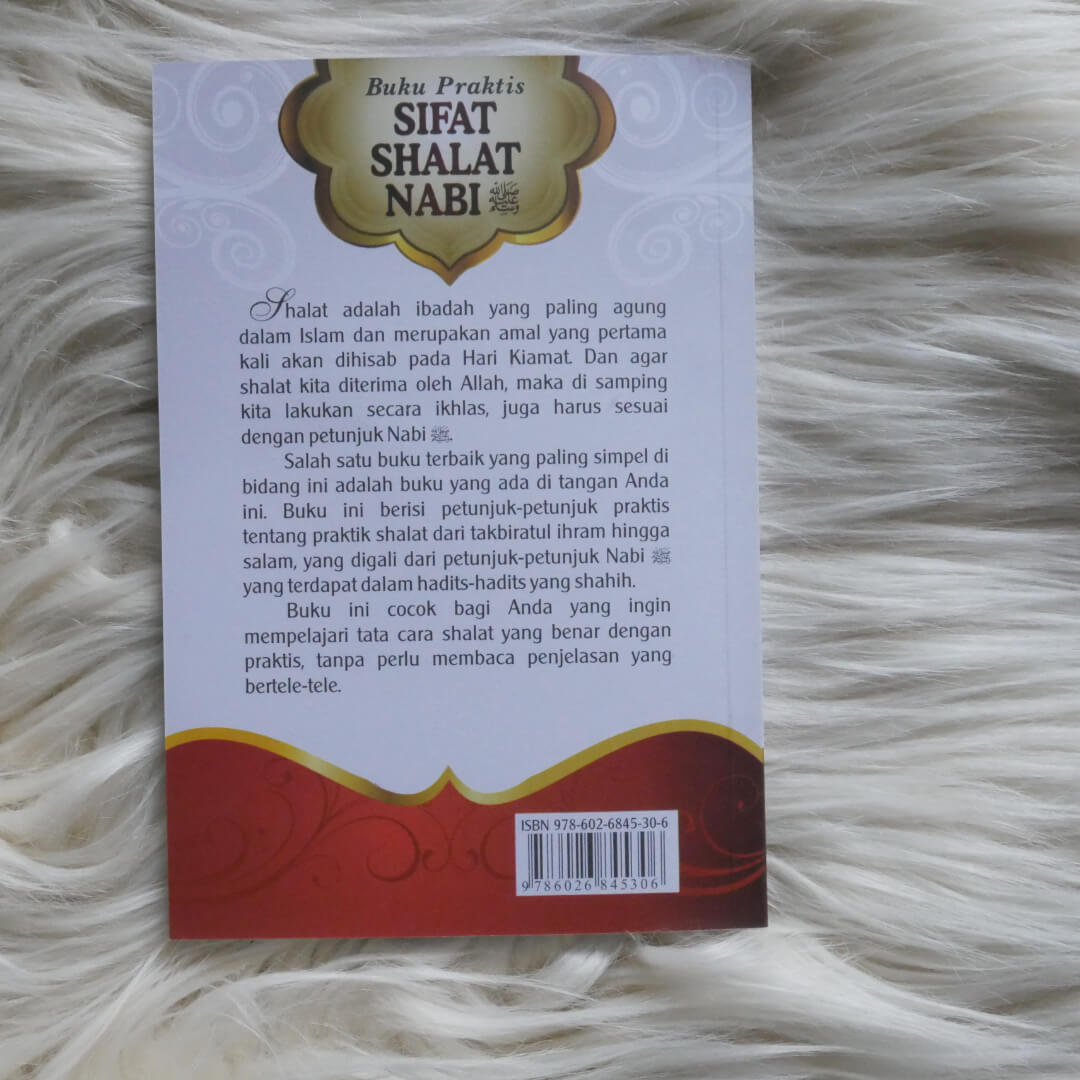 Buku Praktis
SIFAT
SHALAT
NABI ﷺ
Shalat adalah ibadah yang paling agung
dalam Islam dan merupakan amal yang pertama
kali akan dihisab pada Hari Kiamat. Dan agar
shalat kita diterima oleh Allah, maka di samping
kita lakukan secara ikhlas, juga harus sesuai
dengan petunjuk Nabi ﷺ.
Salah satu buku terbaik yang paling simpel di
bidang ini adalah buku yang ada di tangan Anda
ini. Buku ini berisi petunjuk-petunjuk praktis
tentang praktik shalat dari takbiratul ihram hingga
salam, yang digali dari petunjuk-petunjuk Nabi ﷺ
yang terdapat dalam hadits-hadits yang shahih.
Buku ini cocok bagi Anda yang ingin
mempelajari tata cara shalat yang benar dengan
praktis, tanpa perlu membaca penjelasan yang
bertele-tele.
ISBN 978-602-6845-30-6
9 786026 845306